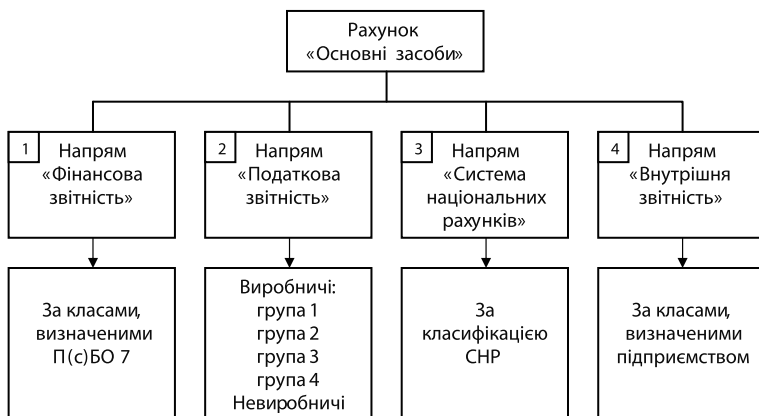 Рахунок
«Основні засоби»
1
Напрям
«Фінансова
звітність»
2
Напрям
«Податкова
звітність»
3
Напрям
«Система
національних
рахунків»
4
Напрям
«Внутрішня
звітність»
За класами,
визначеними
П(с)БО 7
Виробничі:
група 1
група 2
група 3
група 4
Невиробничі
За
класифікацією
СНР
За класами,
визначеними
підприємством